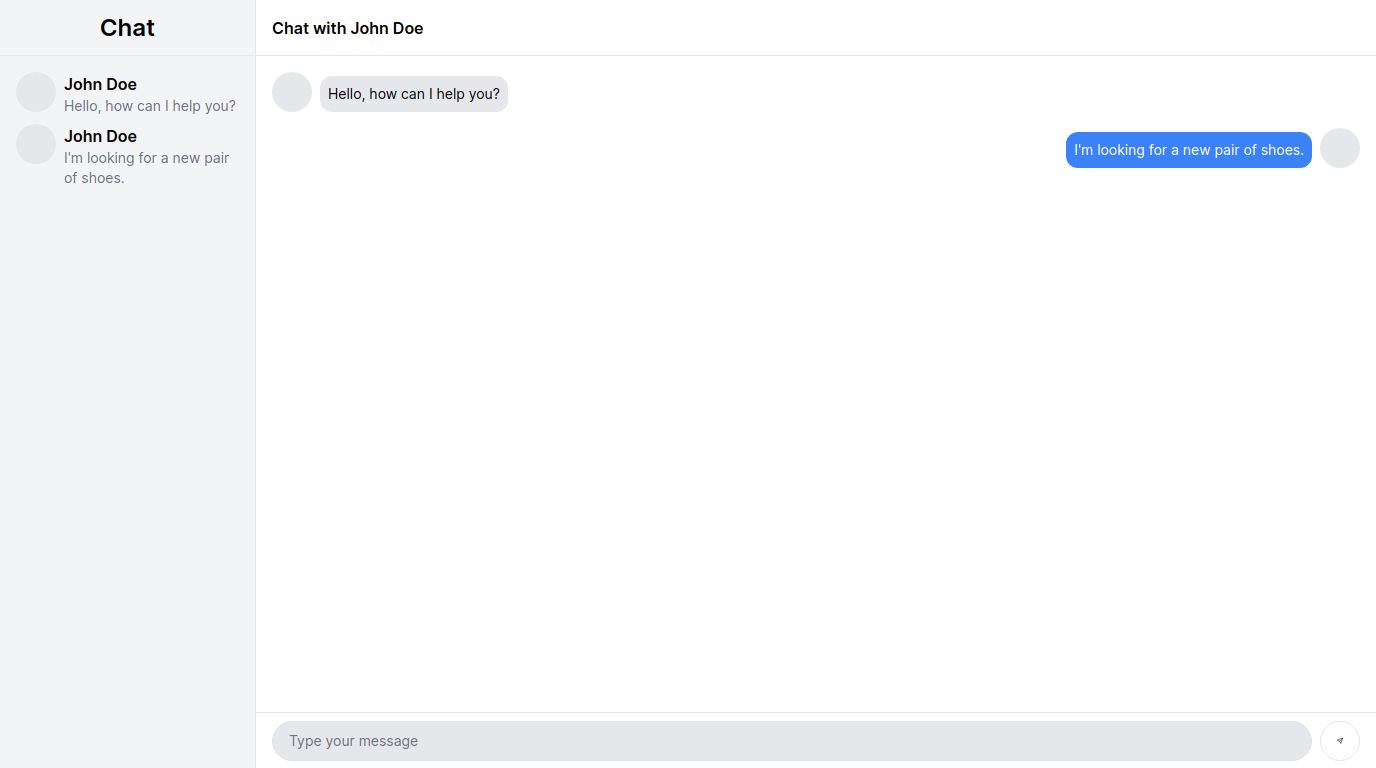 Chat
John Doe
Hello, how can I help you?
John Doe
I'm looking for a new pair
of shoes.
Chat with John Doe
Hello, how can I help you?
I'm looking for a new pair of shoes.
Type your message